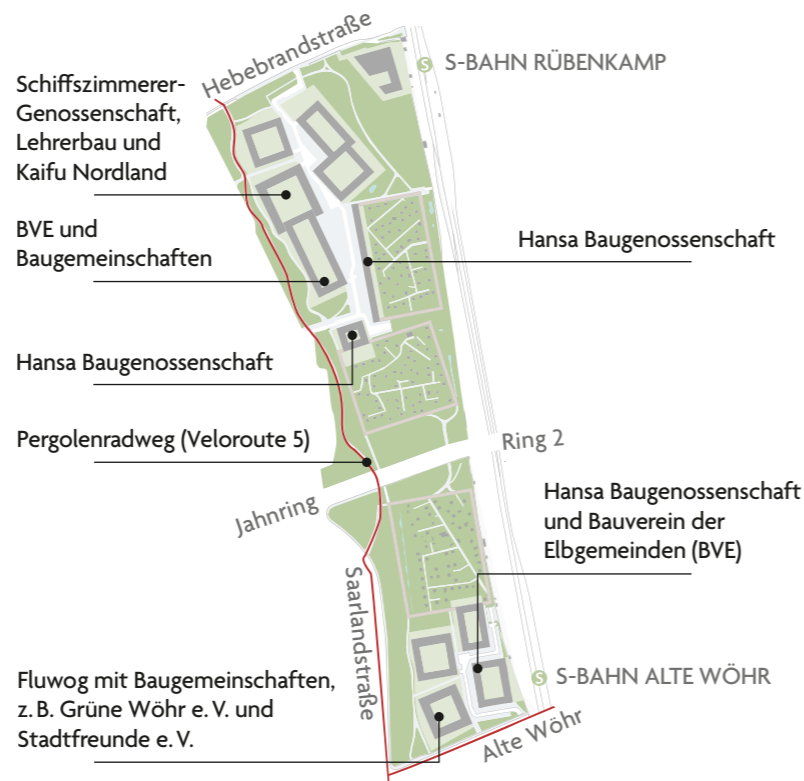 Hebebrandstraße
S
S-BAHN RÜBENKAMP
Schiffszimmerer-
Genossenschaft,
Lehrerbau und
Kaifu Nordland
BVE und
Baugemeinschaften
Hansa Baugenossenschaft
Hansa Baugenossenschaft
Pergolenradweg (Veloroute 5)
Ring 2
Jahnring
Hansa Baugenossenschaft
und Bauverein der
Elbgemeinden (BVE)
Saarlandstraße
S
S-BAHN ALTE WÖHR
Fluwog mit Baugemeinschaften,
z. B. Grüne Wöhr e. V. und
Stadtfreunde e. V.
Alte Wöhr